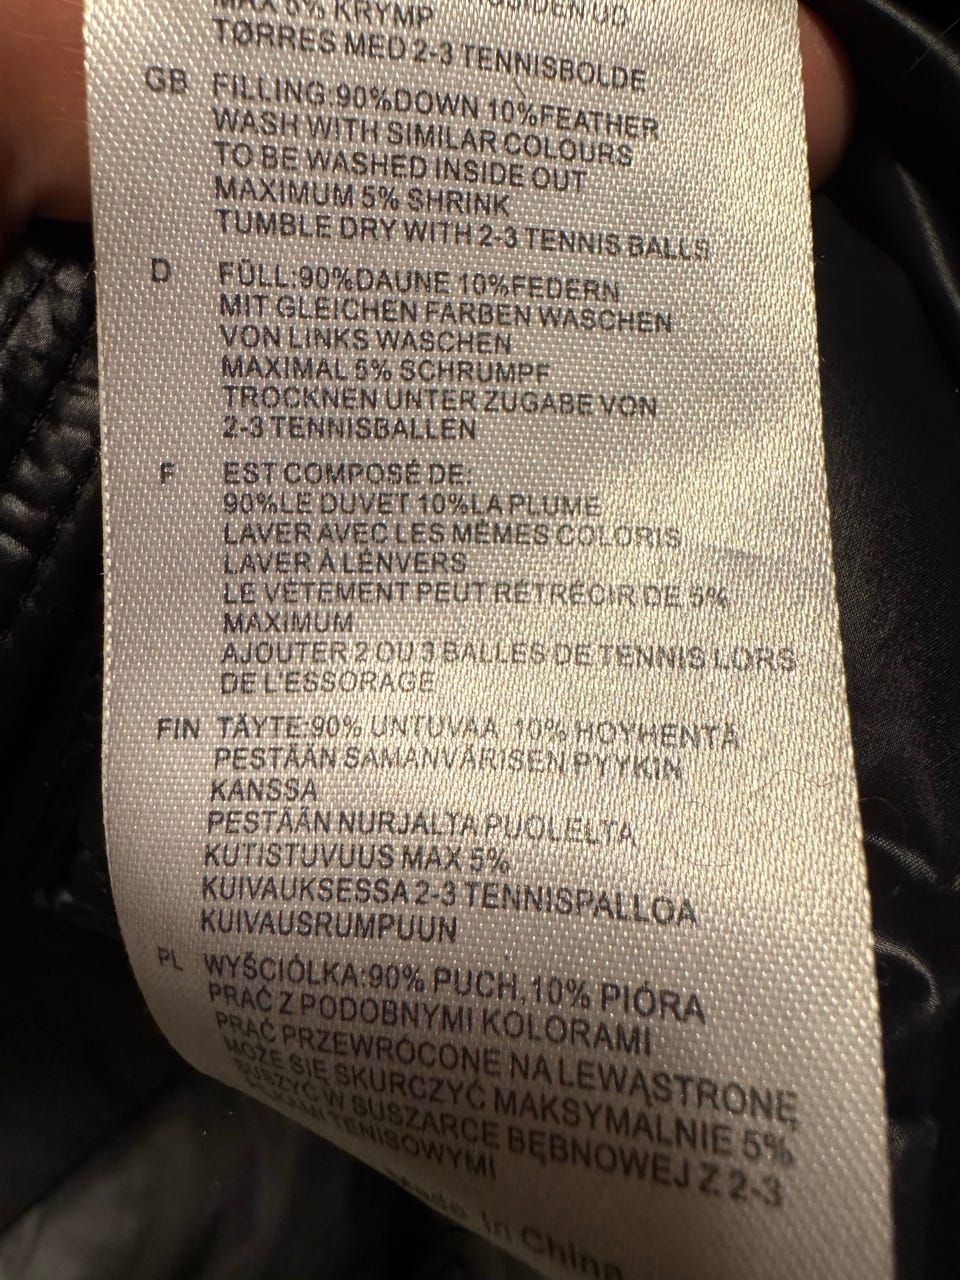 MAX 5% KRYMP
TØRRES MED 2-3 TENNISBOLDE
GB FILLING:90%DOWN 10%FEATHER
WASH WITH SIMILAR COLOURS
TO BE WASHED INSIDE OUT
MAXIMUM 5% SHRINK
TUMBLE DRY WITH 2-3 TENNIS BALLS
D FÜLL:90%DAUNE 10%FEDERN
MIT GLEICHEN FARBEN WASCHEN
VON LINKS WASCHEN
MAXIMAL 5% SCHRUMPF
TROCKNEN UNTER ZUGABE VON
2-3 TENNISBALLEN
F EST COMPOSÉ DE:
90%LE DUVET 10%LA PLUME
LAVER AVEC LES MÊMES COLORIS
LAVER À LÉNVERS
LE VETEMENT PEUT RÉTRÉCIR DE 5%
MAXIMUM
AJOUTER 2 OU 3 BALLES DE TENNIS LORS
DE L'ESSORAGE
FIN TÄYTE:90% UNTUVAA, 10% HOYHENTÄ
PESTÄÄN SAMANVÄRISEN PYYKIN
KANSSA
PESTÄÄN NURJALTA PUOLELTA
KUTISTUVUUS MAX 5%
KUIVAUKSESSA 2-3 TENNISPALLOA
KUIVAUSRUMPUUN
PL WYŚCIÓLKA:90% PUCH, 10% PIÓRA
PRAĆ Z PODOBNYMI KOLORAMI
PRAĆ PRZEWRÓCONE NA LEWĄSTRONĘ
MOŻE SIĘ SKURCZYĆ MAKSYMALNIE 5%
SUSZYĆ W SUSZARCE BĘBNOWEJ Z 2-3
TENISOWYMI
In China